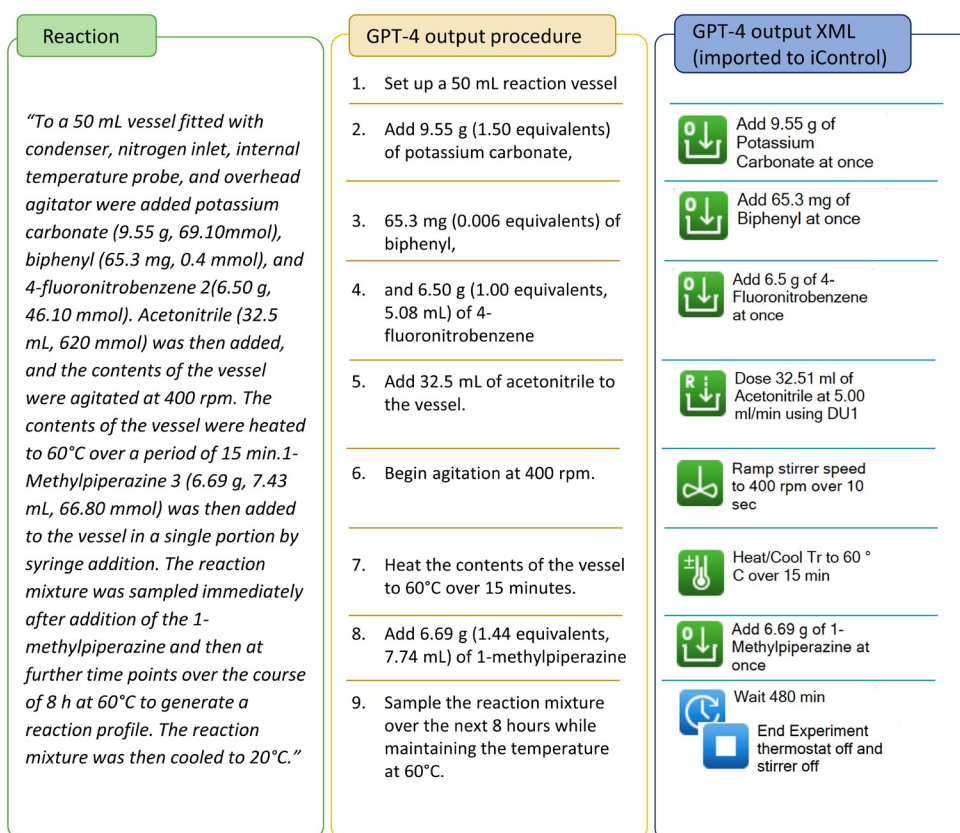 Reaction
"To a 50 mL vessel fitted with
condenser, nitrogen inlet, internal
temperature probe, and overhead
agitator were added potassium
carbonate (9.55 g, 69.10mmol),
biphenyl (65.3 mg, 0.4 mmol), and
4-fluoronitrobenzene 2(6.50 g,
46.10 mmol). Acetonitrile (32.5
mL, 620 mmol) was then added,
and the contents of the vessel
were agitated at 400 rpm. The
contents of the vessel were heated
to 60°C over a period of 15 min.1-
Methylpiperazine 3 (6.69 g, 7.43
mL, 66.80 mmol) was then added
to the vessel in a single portion by
syringe addition. The reaction
mixture was sampled immediately
after addition of the 1-
methylpiperazine and then at
further time points over the course
of 8 h at 60°C to generate a
reaction profile. The reaction
mixture was then cooled to 20°C."
GPT-4 output procedure
1. Set up a 50 mL reaction vessel
2. Add 9.55 g (1.50 equivalents)
of potassium carbonate,
3. 65.3 mg (0.006 equivalents) of
biphenyl,
4. and 6.50 g (1.00 equivalents,
5.08 mL) of 4-
fluoronitrobenzene
5. Add 32.5 mL of acetonitrile to
the vessel.
6. Begin agitation at 400 rpm.
7. Heat the contents of the vessel
to 60°C over 15 minutes.
8. Add 6.69 g (1.44 equivalents,
7.74 mL) of 1-methylpiperazine
9. Sample the reaction mixture
over the next 8 hours while
maintaining the temperature
at 60°C.
GPT-4 output XML
(imported to iControl)
Add 9.55 g of
Potassium
Carbonate at once
Add 65.3 mg of
Biphenyl at once
Add 6.5 g of 4-
Fluoronitrobenzene
at once
R
Dose 32.51 ml of
Acetonitrile at 5.00
ml/min using DU1
Ramp stirrer speed
to 400 rpm over 10
sec
±
Heat/Cool Tr to 60 °
C over 15 min
Add 6.69 g of 1-
Methylpiperazine at
once
Wait 480 min
End Experiment
thermostat off and
stirrer off